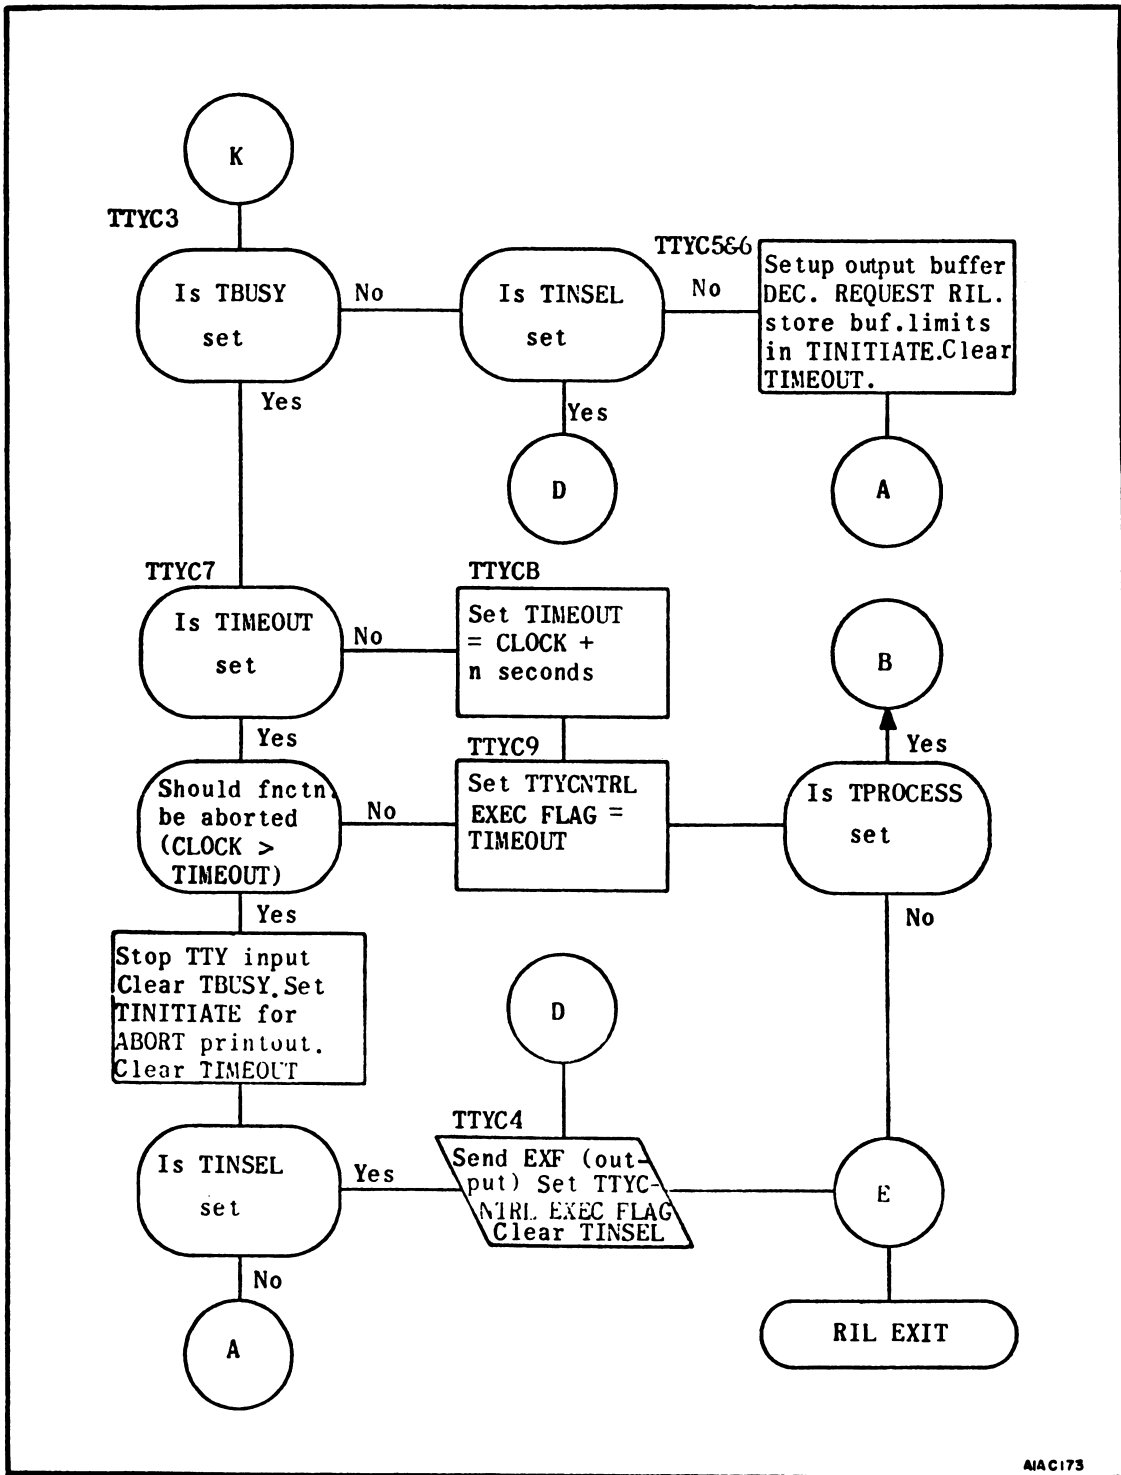 K
TTYC3
Is TBUSY
set
No
Is TINSEL
set
No
TTYC5&6
Setup output buffer
DEC. REQUEST RIL.
store buf.limits
in TINITIATE.Clear
TIMEOUT.
Yes
Yes
D
A
TTYC7
Is TIMEOUT
set
No
TTYCB
Set TIMEOUT
= CLOCK +
n seconds
B
Yes
Yes
TTYC9
Should fnctn.
be aborted
(CLOCK >
TIMEOUT)
No
Set TTYCNTRL
EXEC FLAG =
TIMEOUT
Is TPROCESS
set
Yes
No
Stop TTY input
Clear TBUSY.Set
TINITIATE for
ABORT printout.
Clear TIMEOUT
D
TTYC4
Is TINSEL
set
Yes
Send EXF (out-
put) Set TTYC-
NTRL EXEC FLAG
Clear TINSEL
E
No
A
RIL EXIT
AIAC173